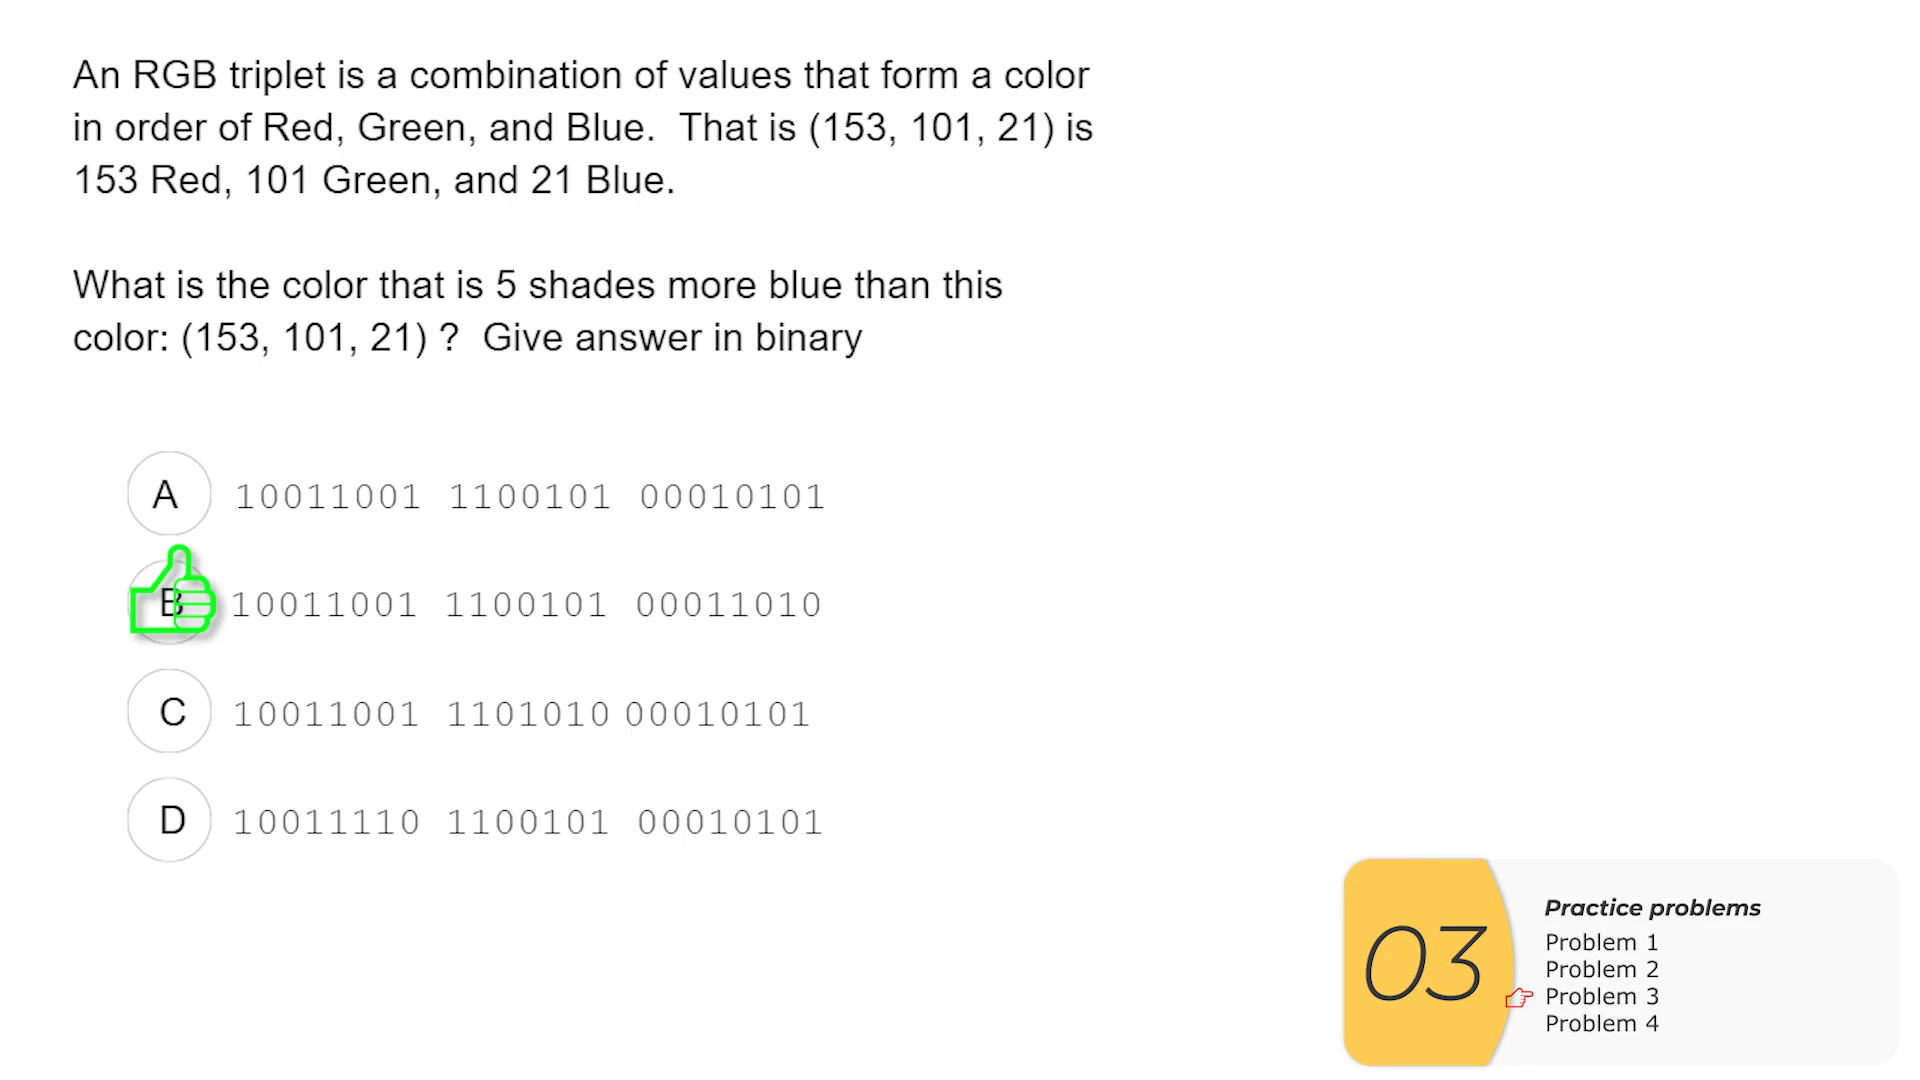 An RGB triplet is a combination of values that form a color
in order of Red, Green, and Blue.  That is (153, 101, 21) is
153 Red, 101 Green, and 21 Blue.
What is the color that is 5 shades more blue than this
color: (153, 101, 21) ?  Give answer in binary
A 10011001 1100101 00010101
B 10011001 1100101 00011010
C 10011001 1101010 00010101
D 10011110 1100101 00010101
03
Practice problems
Problem 1
Problem 2
Problem 3
Problem 4